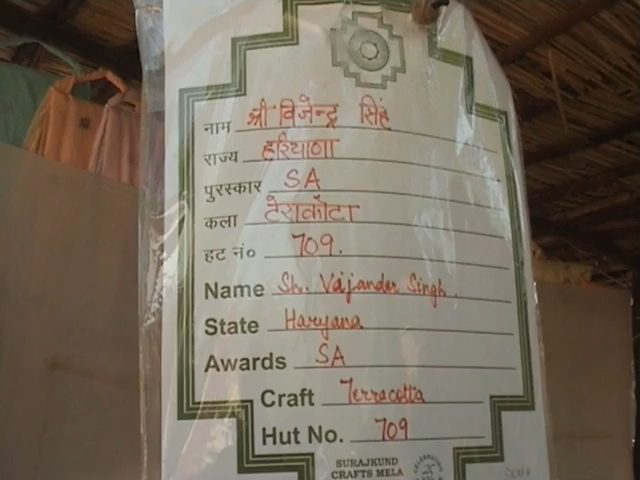 नाम श्री विजेन्द्र सिंह
राज्य हरियाणा
पुरस्कार SA
कला टेराकोटा
हट नं० 709.
Name Sh. Vijander Singh.
State Haryana
Awards SA
Craft Terracotta
Hut No. 709
SURAJKUND
CRAFTS MELA